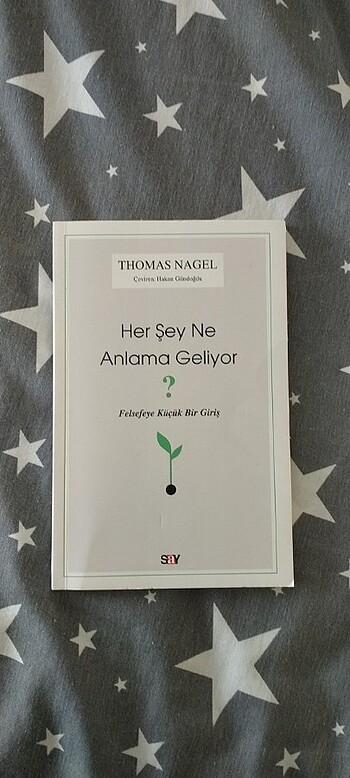 THOMAS NAGEL
Çeviren: Hakan Gündoğdu
Her Şey Ne
Anlama Geliyor
?
Felsefeye Küçük Bir Giriş
SAY